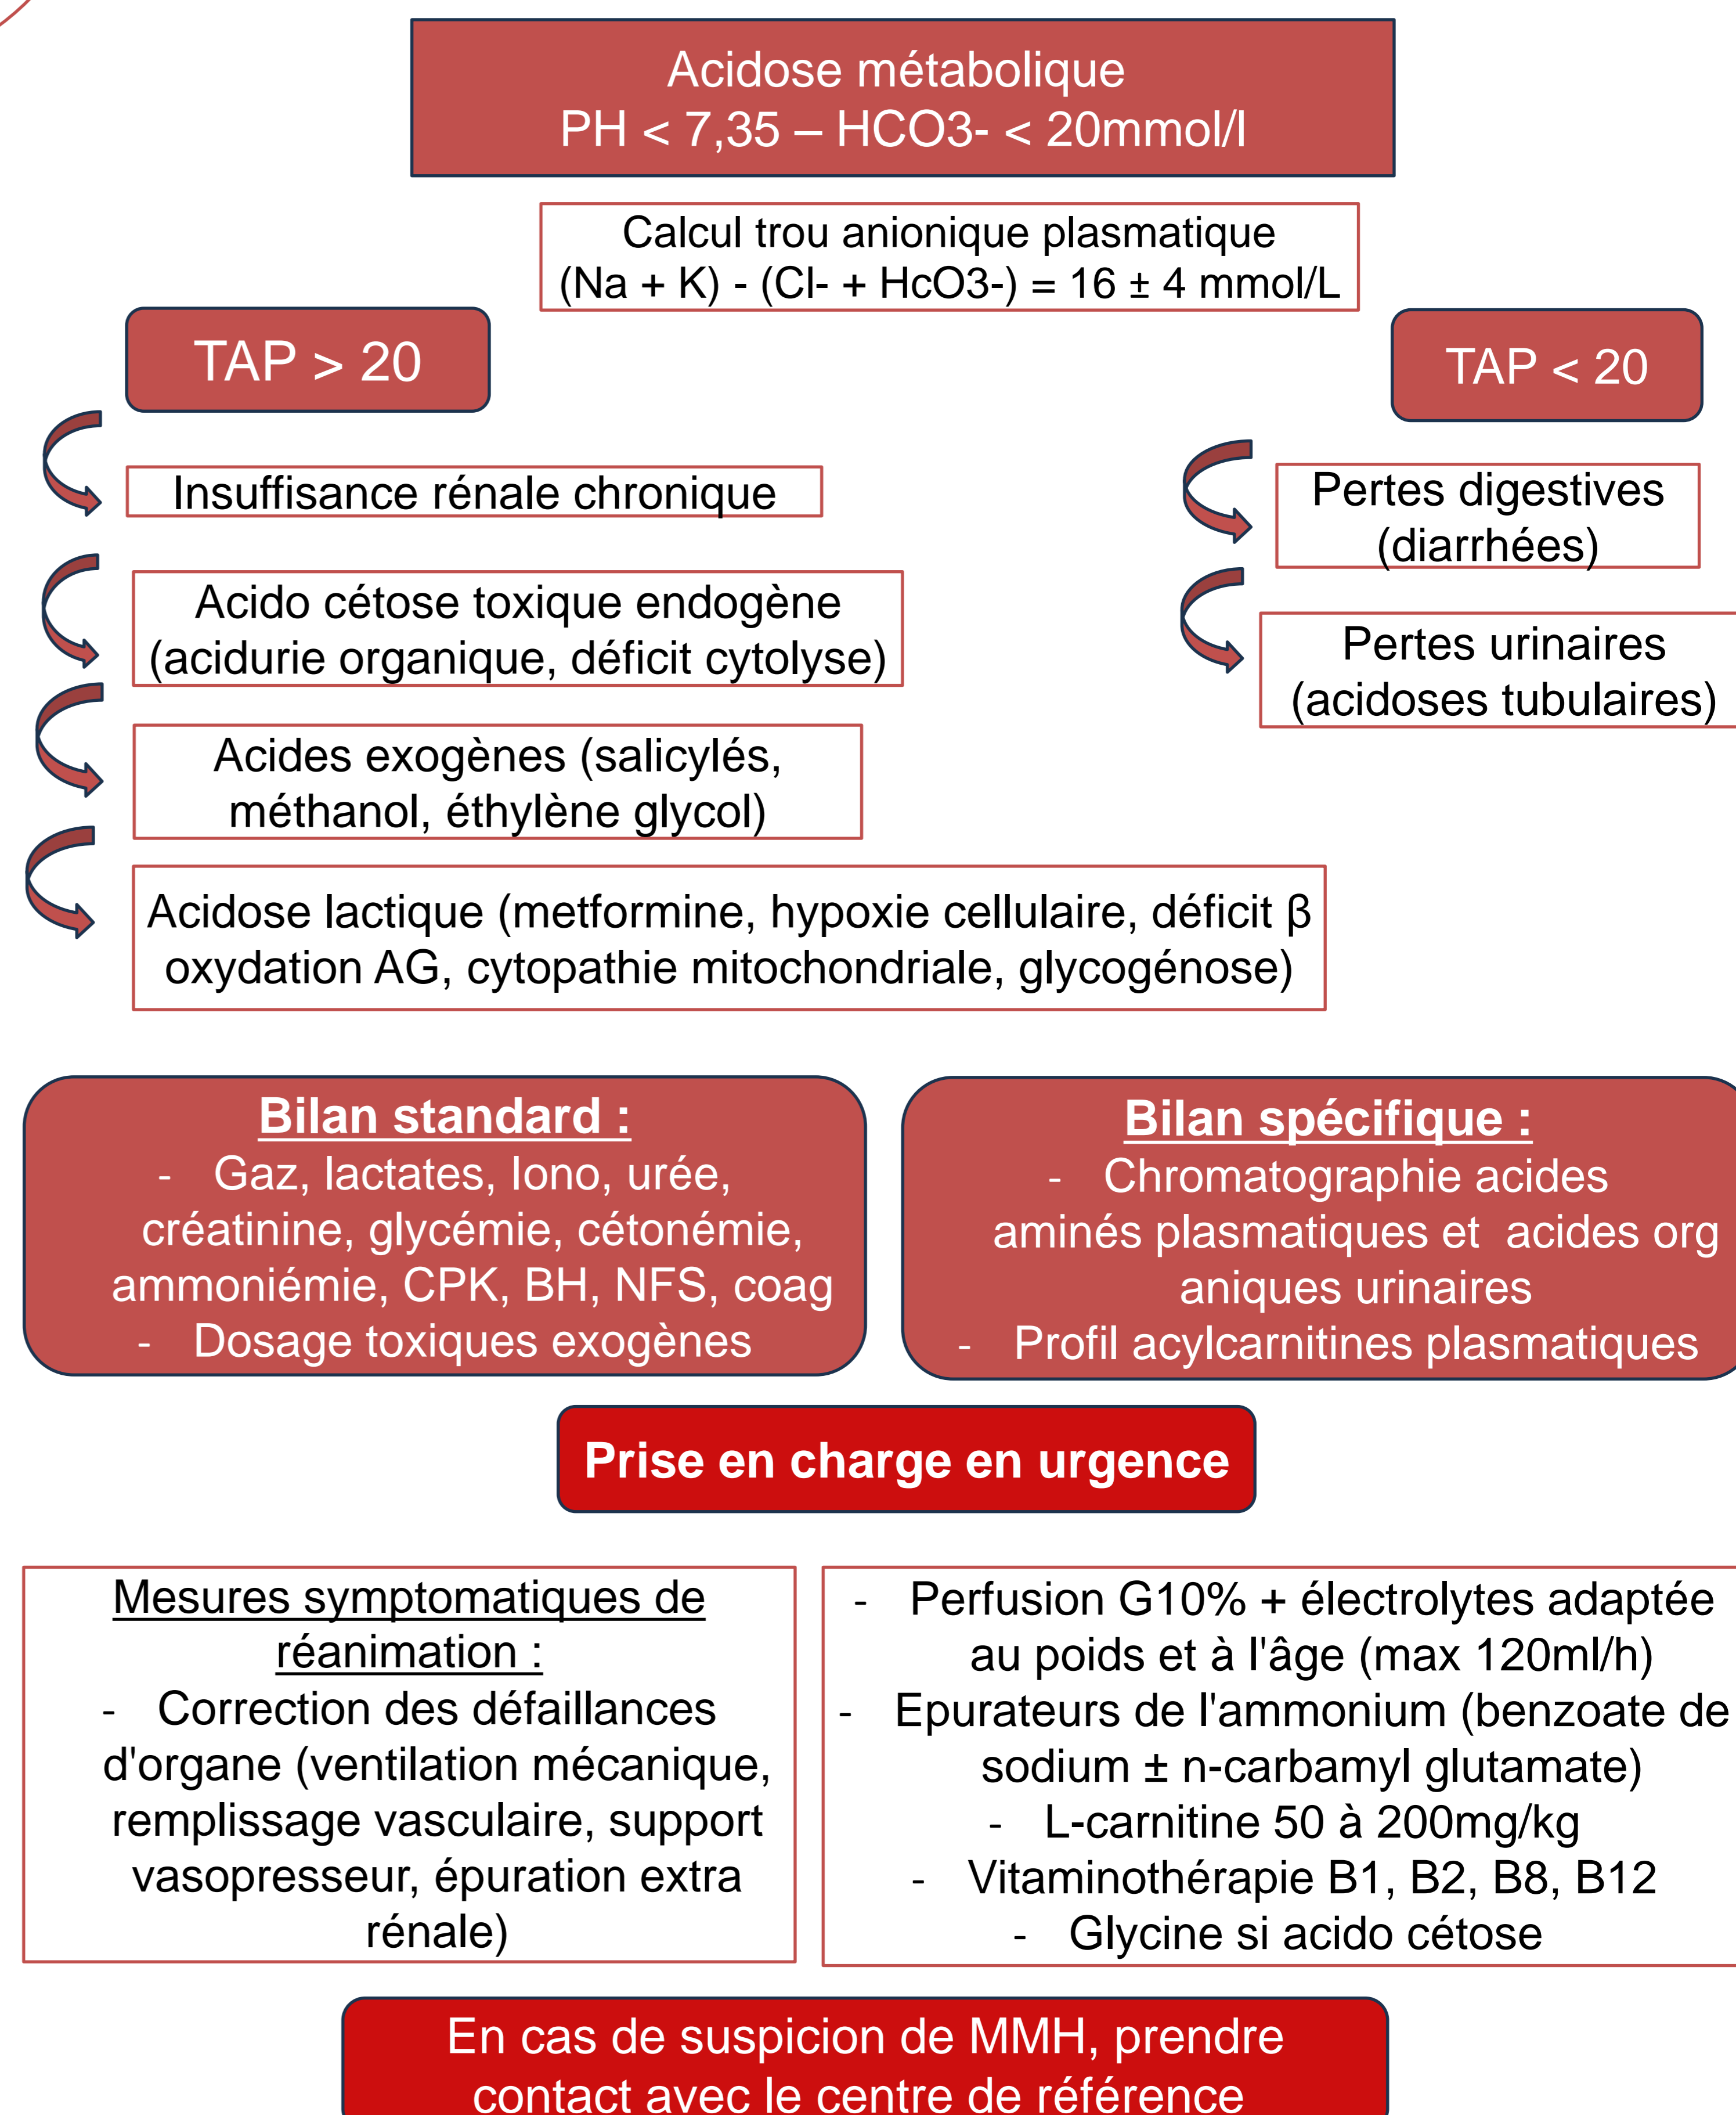 Acidose métabolique
PH < 7,35 – HCO3- < 20mmol/l
Calcul trou anionique plasmatique
(Na + K) - (Cl- + HcO3-) = 16 ± 4 mmol/L
TAP > 20
TAP < 20
Insuffisance rénale chronique
Acido cétose toxique endogène
(acidurie organique, déficit cytolyse)
Acides exogènes (salicylés,
méthanol, éthylène glycol)
Acidose lactique (metformine, hypoxie cellulaire, déficit β
oxydation AG, cytopathie mitochondriale, glycogénose)
Pertes digestives
(diarrhées)
Pertes urinaires
(acidoses tubulaires)
Bilan standard :
- Gaz, lactates, Iono, urée,
créatinine, glycémie, cétonémie,
ammoniémie, CPK, BH, NFS, coag
- Dosage toxiques exogènes
Bilan spécifique :
- Chromatographie acides
aminés plasmatiques et acides org
aniques urinaires
- Profil acylcarnitines plasmatiques
Prise en charge en urgence
Mesures symptomatiques de
réanimation :
- Correction des défaillances
d'organe (ventilation mécanique,
remplissage vasculaire, support
vasopresseur, épuration extra
rénale)
- Perfusion G10% + électrolytes adaptée
au poids et à l'âge (max 120ml/h)
- Epurateurs de l'ammonium (benzoate de
sodium ± n-carbamyl glutamate)
- L-carnitine 50 à 200mg/kg
- Vitaminothérapie B1, B2, B8, B12
- Glycine si acido cétose
En cas de suspicion de MMH, prendre
contact avec le centre de référence